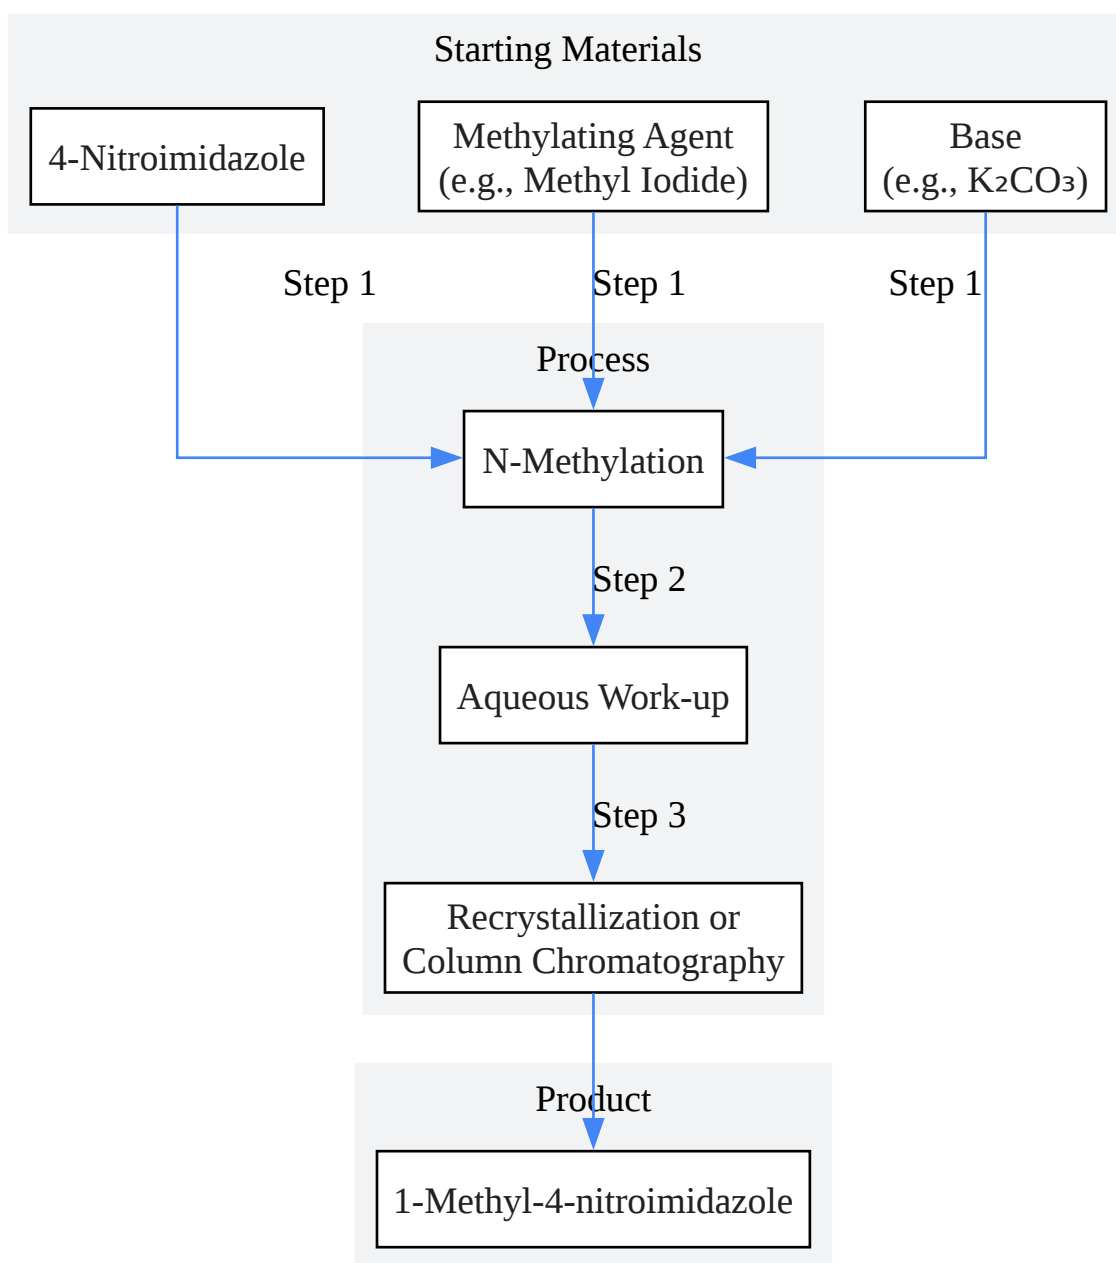 Starting Materials
4-Nitroimidazole
Methylating Agent
(e.g., Methyl Iodide)
Base
(e.g., K₂CO₃)
Step 1
Step 1
Step 1
Process
N-Methylation
Step 2
Aqueous Work-up
Step 3
Recrystallization or
Column Chromatography
Product
1-Methyl-4-nitroimidazole